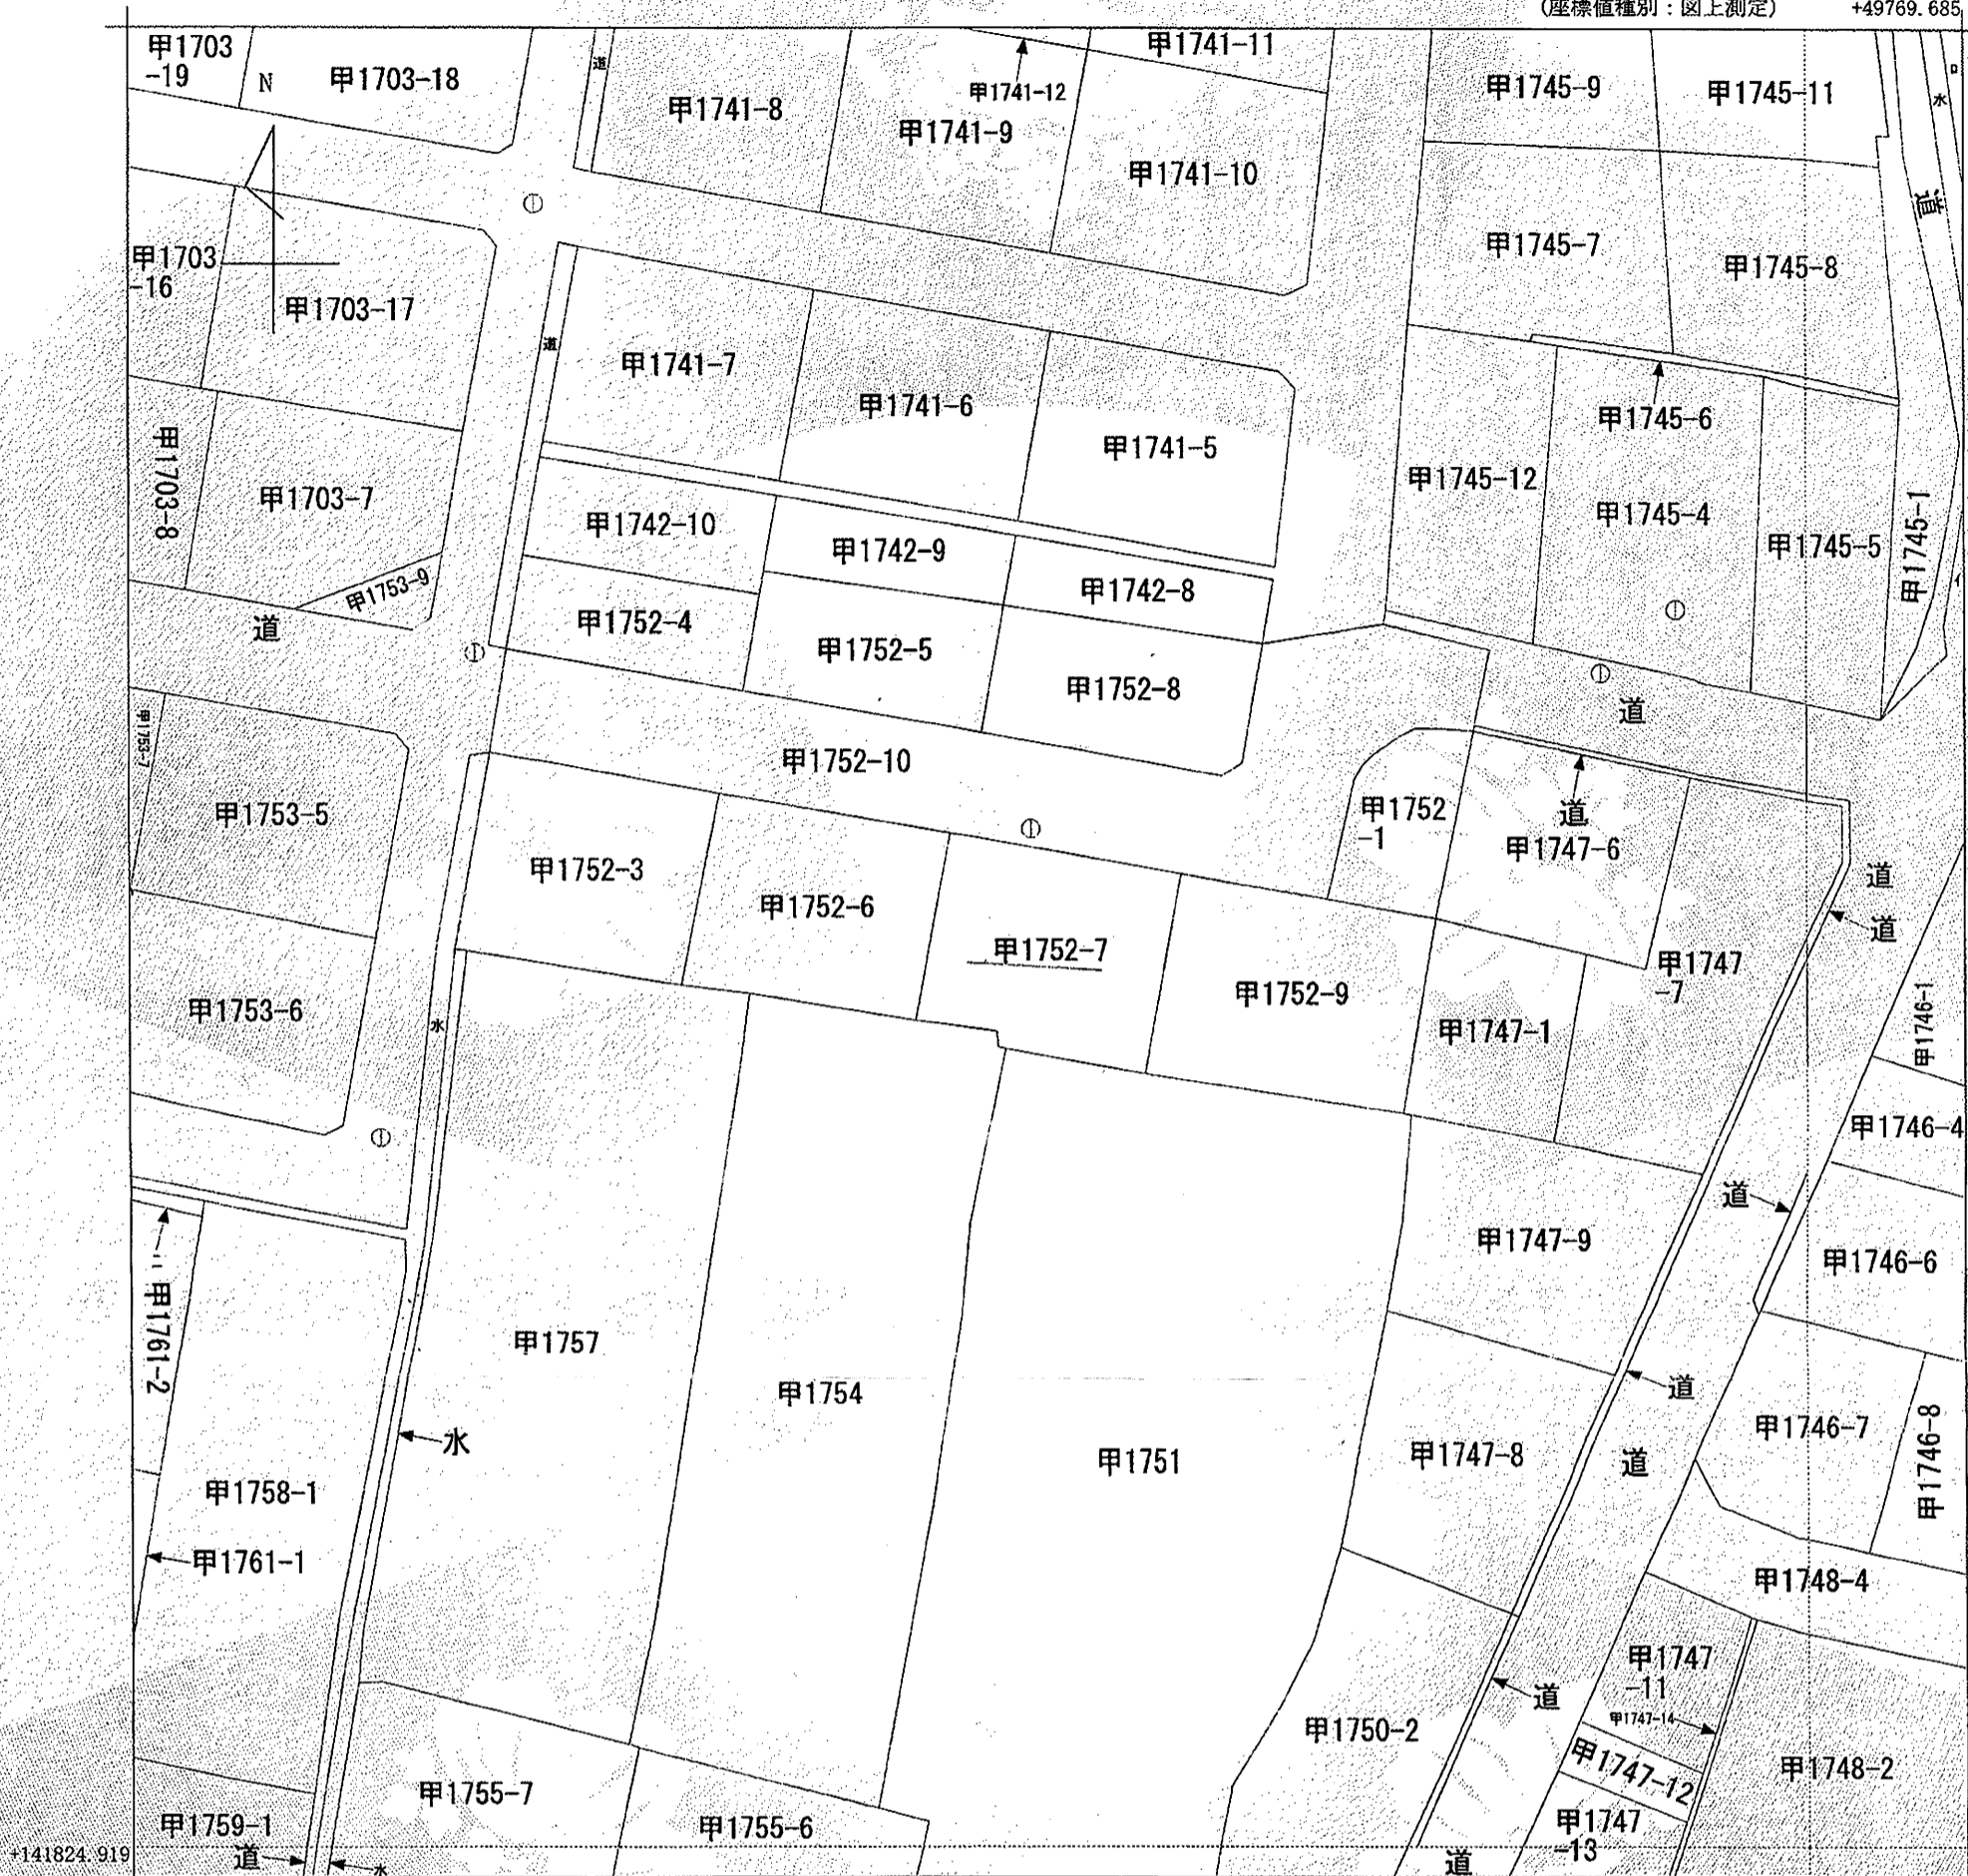 (座標値種別：図上測定)
+49769.685
甲1703
-19
N
甲1703-18
道
甲1741-8
甲1741-12
甲1741-9
甲1741-11
甲1741-10
甲1745-9
甲1745-11
水
道
甲1703
-16
甲1703-17
甲1745-7
甲1745-8
道
甲1741-7
甲1741-6
甲1741-5
甲1745-6
甲1745-12
甲1745-4
甲1745-5
甲1745-1
甲1703-8
甲1703-7
甲1753-9
道
甲1742-10
甲1742-9
甲1742-8
甲1752-4
甲1752-5
甲1752-8
道
甲1753-7
甲1753-5
甲1752-10
甲1752
-1
道
甲1747-6
道
道
甲1752-3
甲1752-6
甲1752-7
甲1752-9
甲1747-1
甲1747
-7
甲1746-1
甲1753-6
水
甲1746-4
道
甲1747-9
甲1746-6
甲1761-2
甲1757
甲1754
甲1751
道
甲1747-8
道
甲1746-7
甲1746-8
水
甲1758-1
甲1761-1
甲1748-4
甲1747
-11
甲1747-14
道
甲1750-2
甲1747-12
甲1748-2
甲1755-7
甲1755-6
甲1747
-13
甲1759-1
道
水
道
+141824.919